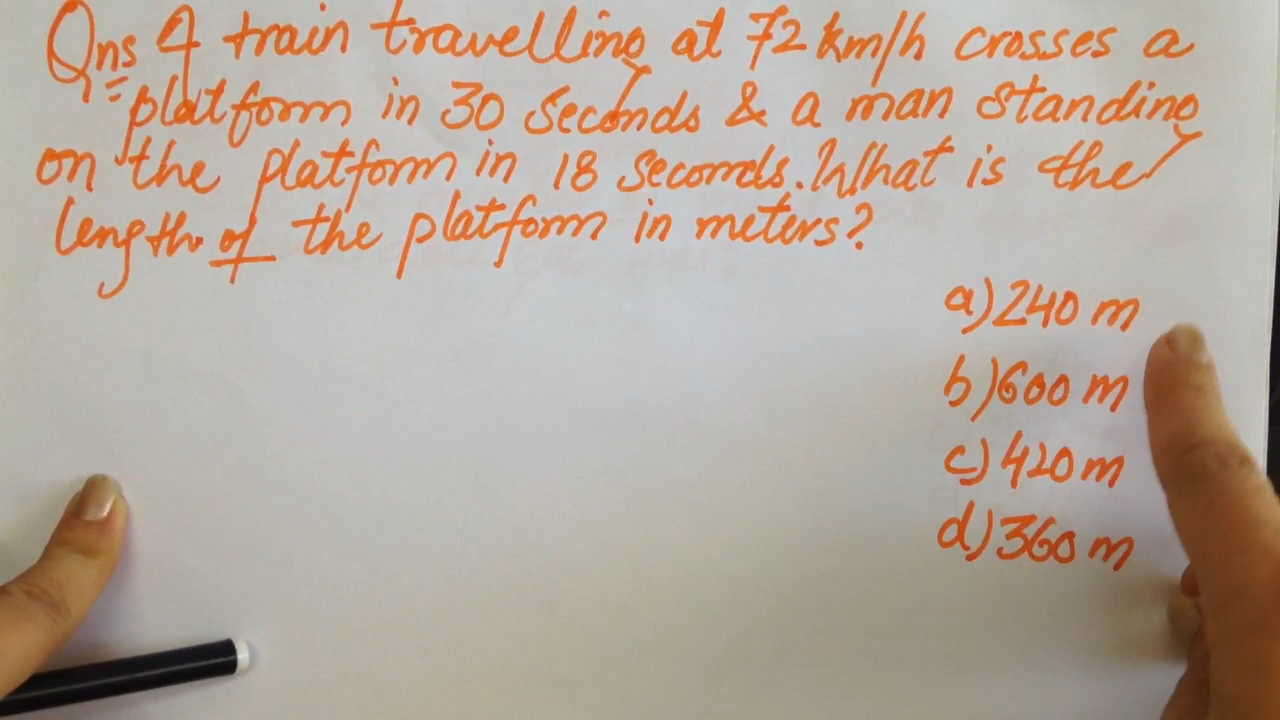 Qns A train travelling at 72 km/h crosses a
platform in 30 seconds & a man standing
on the platform in 18 seconds. What is the
length of the platform in meters?
a) 240 m
b) 600 m
c) 420 m
d) 360 m